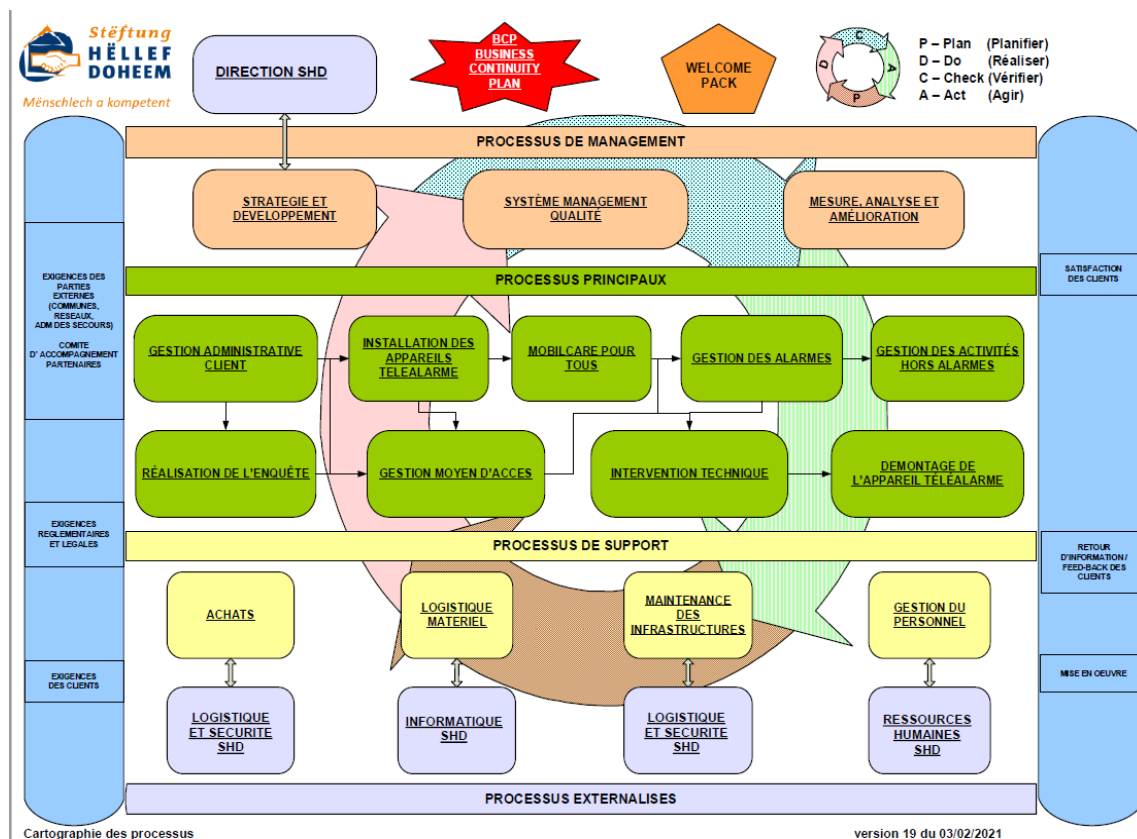 Stëftung
HËLLEF
DOHEEM
Mënschlech a kompetent
DIRECTION SHD
BCP
BUSINESS
CONTINUITY
PLAN
WELCOME
PACK
C
D
A
P
P – Plan (Planifier)
D – Do (Réaliser)
C – Check (Vérifier)
A – Act (Agir)
PROCESSUS DE MANAGEMENT
STRATEGIE ET
DEVELOPPEMENT
SYSTÈME MANAGEMENT
QUALITÉ
MESURE, ANALYSE ET
AMÉLIORATION
EXIGENCES DES
PARTIES
EXTERNES
(COMMUNES,
RESEAUX,
ADM DES SECOURS)
COMITE
D' ACCOMPAGNEMENT
PARTENAIRES
EXIGENCES
REGLEMENTAIRES
ET LEGALES
EXIGENCES
DES CLIENTS
PROCESSUS PRINCIPAUX
GESTION ADMINISTRATIVE
CLIENT
INSTALLATION DES
APPAREILS
TELEALARME
MOBILCARE POUR
TOUS
GESTION DES ALARMES
GESTION DES ACTIVITÉS
HORS ALARMES
RÉALISATION DE L'ENQUÊTE
GESTION MOYEN D'ACCES
INTERVENTION TECHNIQUE
DEMONTAGE DE
L'APPAREIL TÉLÉALARME
PROCESSUS DE SUPPORT
ACHATS
LOGISTIQUE
MATERIEL
MAINTENANCE
DES
INFRASTRUCTURES
GESTION DU
PERSONNEL
LOGISTIQUE
ET SECURITE
SHD
INFORMATIQUE
SHD
LOGISTIQUE
ET SECURITE
SHD
RESSOURCES
HUMAINES
SHD
PROCESSUS EXTERNALISES
SATISFACTION
DES CLIENTS
RETOUR
D'INFORMATION /
FEED-BACK DES
CLIENTS
MISE EN OEUVRE
Cartographie des processus
version 19 du 03/02/2021